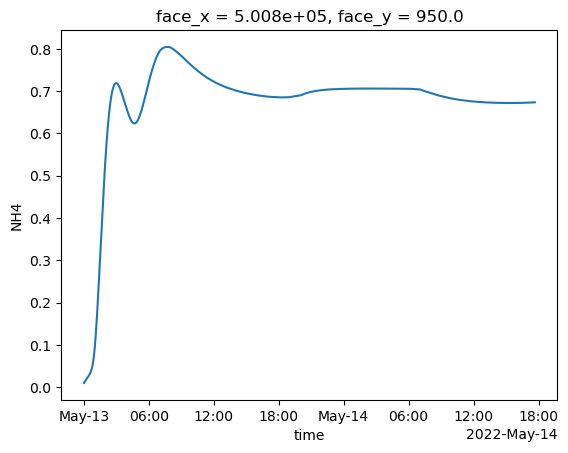 face_x = 5.008e+05, face_y = 950.0
0.8
0.7
0.6
0.5
0.4
0.3
0.2
0.1
0.0
NH4
May-13 06:00 12:00 18:00 May-14 06:00 12:00 18:00
time
2022-May-14